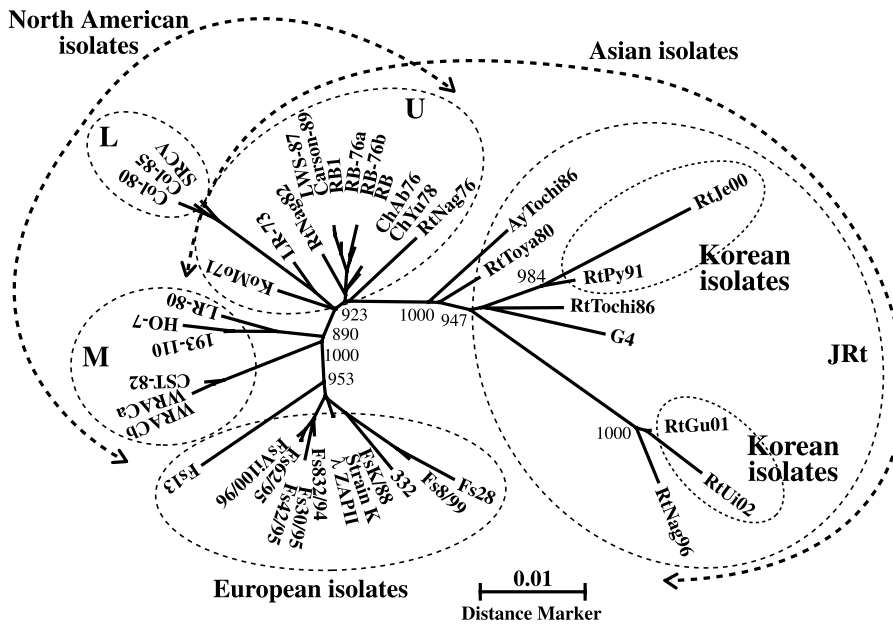 North American
isolates
Asian isolates
L
U
Col-80
Col-85
SRCV
KoMo71
LR-73
RtNag82
LWS-87
Carson-89
RB1
RB-76a
RB-76b
RB
ChAb76
ChYu78
RtNag76
AyTochi86
RtToya80
RtJe00
984
RtPy91
Korean
isolates
RtTochi86
G4
JRt
923
1000
947
890
1000
953
M
LR-80
HO-7
193-110
CST-82
WRACa
WRACb
Fs13
FsVi100/96
Fs62/95
Fs42/95
Fs30/95
Fs832/94
λ ZAPII
Strain K
FsK/88
332
Fs8/99
Fs28
1000
RtGu01
Korean
isolates
RtUi02
RtNag96
European isolates
0.01
Distance Marker